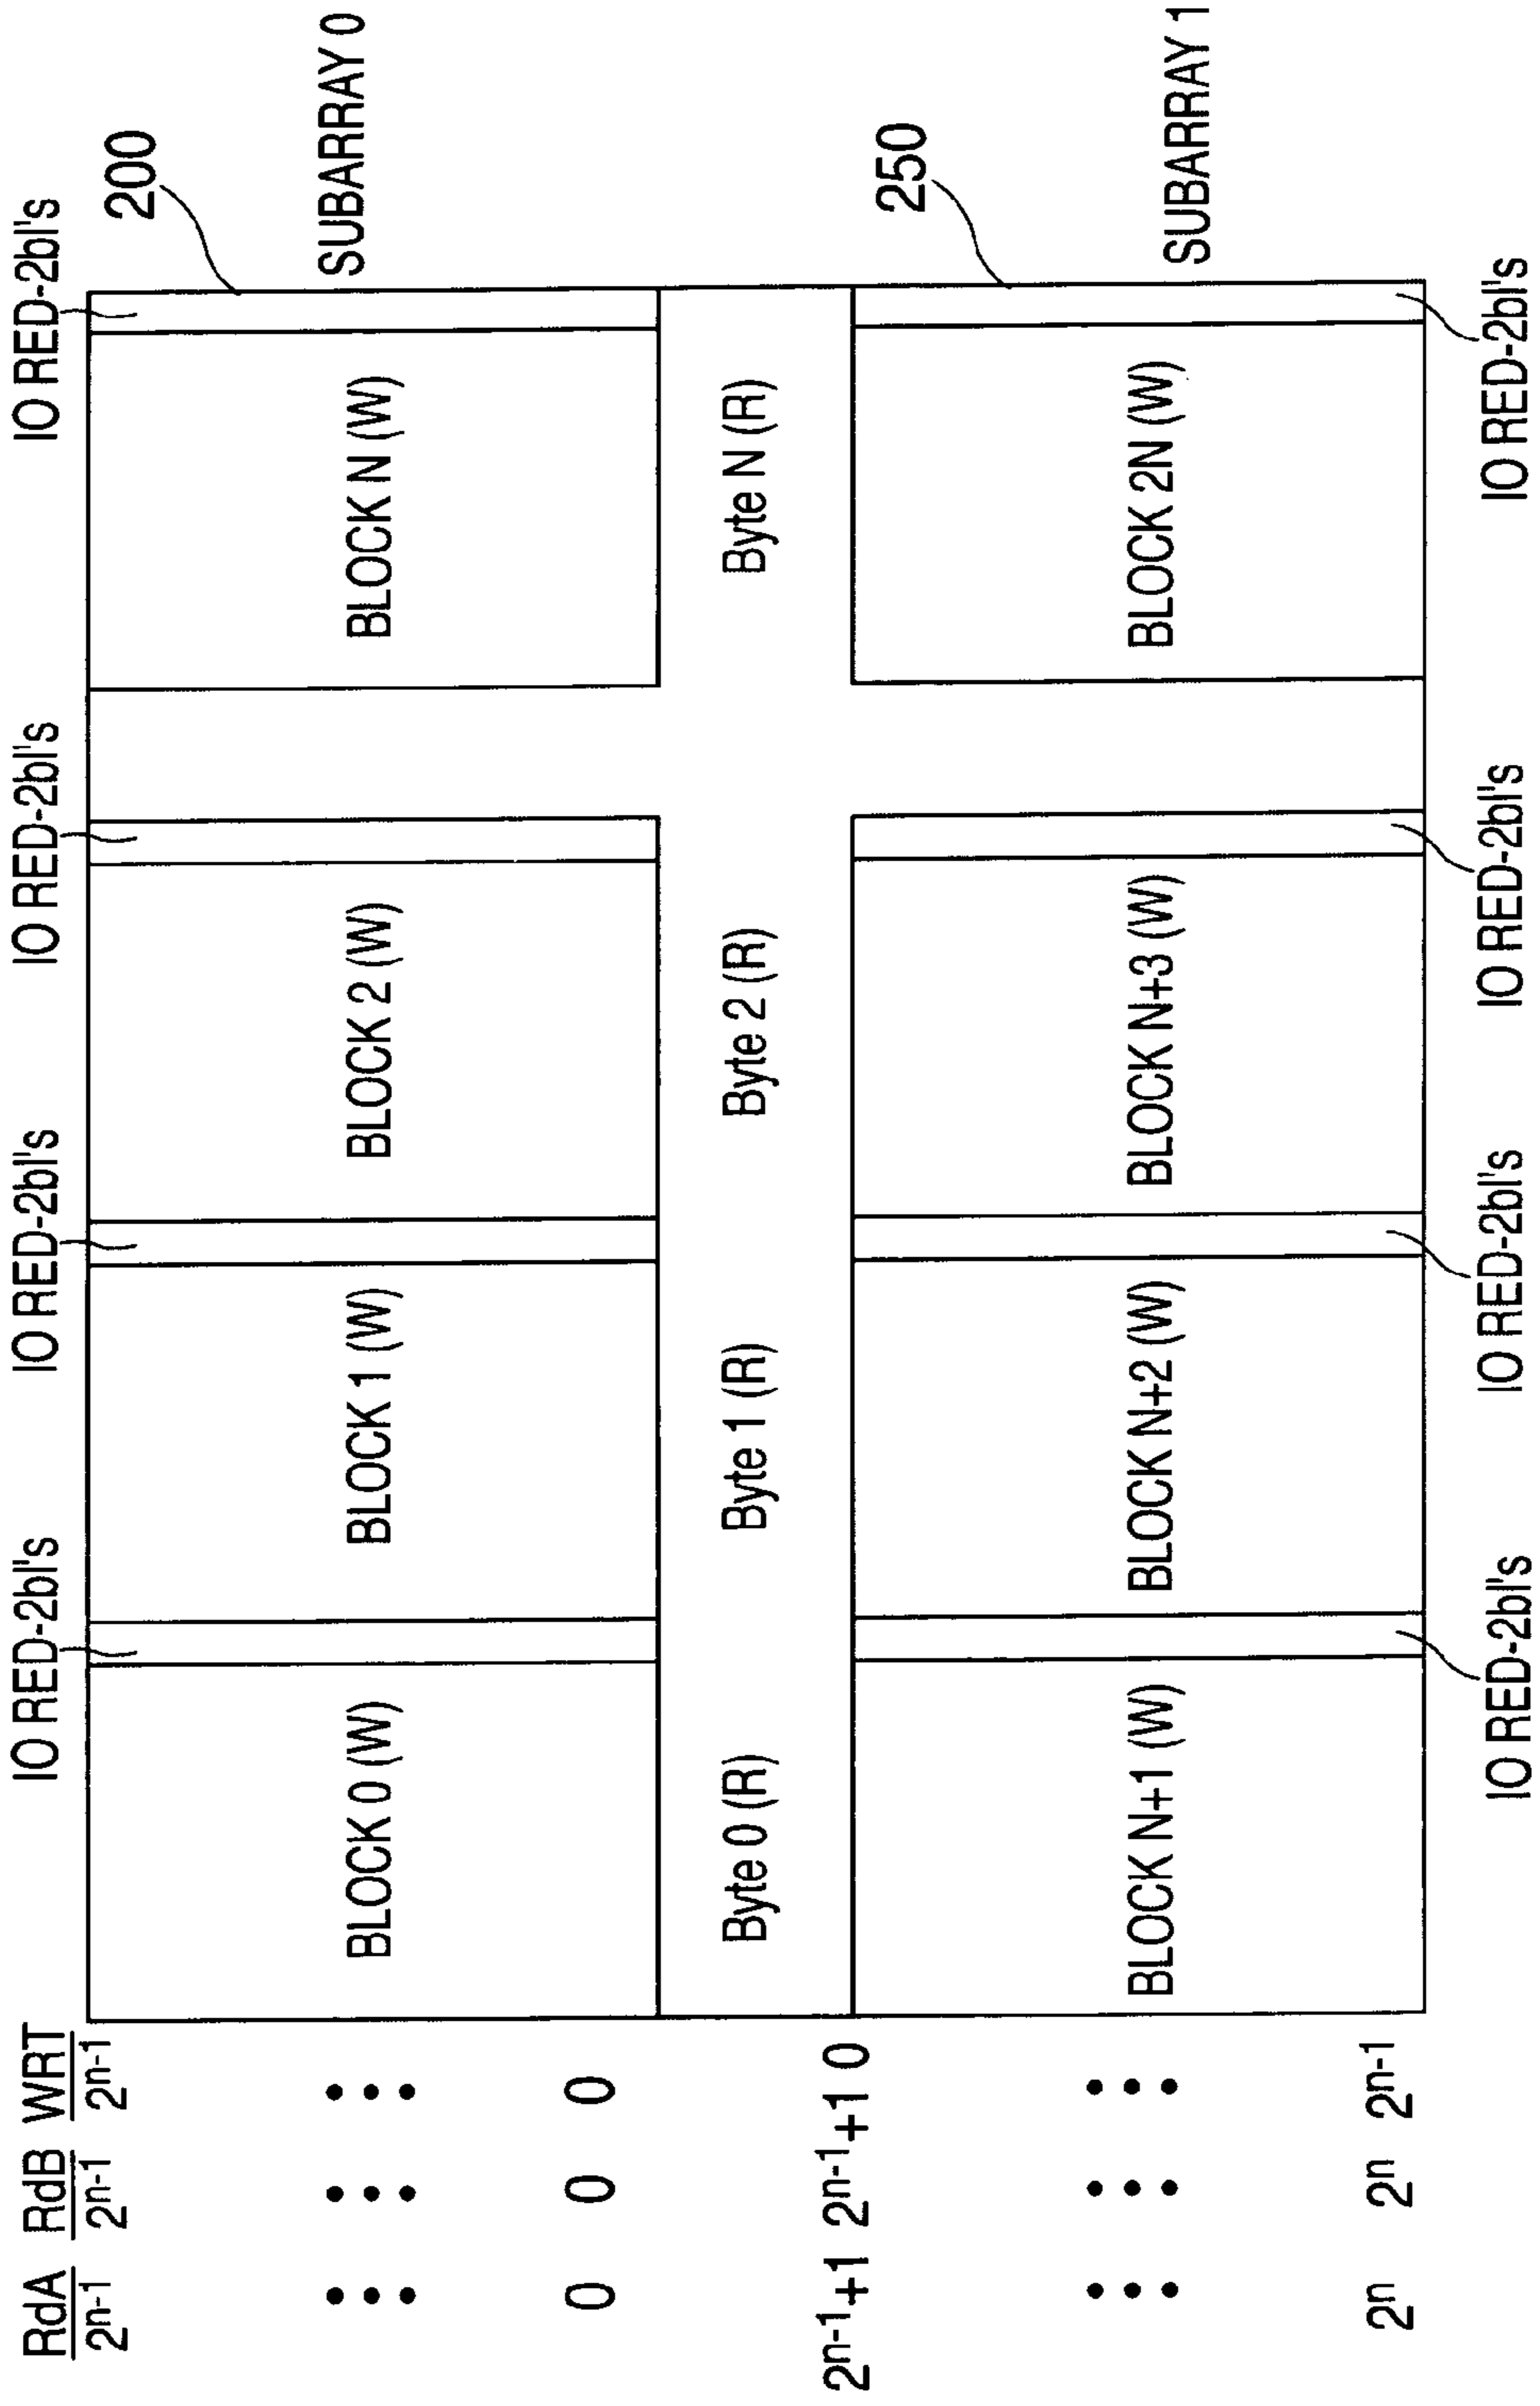 IO RED-2bl's IO RED-2bl's IO RED-2bl's IO RED-2bl's
200
RdA RdB WRT
2n-1 2n-1 2n-1
BLOCK 0 (W) BLOCK 1 (W) BLOCK 2 (W) BLOCK N (W) SUBARRAY 0
0 0 0
Byte 0 (R) Byte 1 (R) Byte 2 (R) Byte N (R)
2n-1+1 2n-1+1 0
250
BLOCK N+1 (W) BLOCK N+2 (W) BLOCK N+3 (W) BLOCK 2N (W) SUBARRAY 1
2n 2n 2n-1
IO RED-2bl's IO RED-2bl's IO RED-2bl's IO RED-2bl's